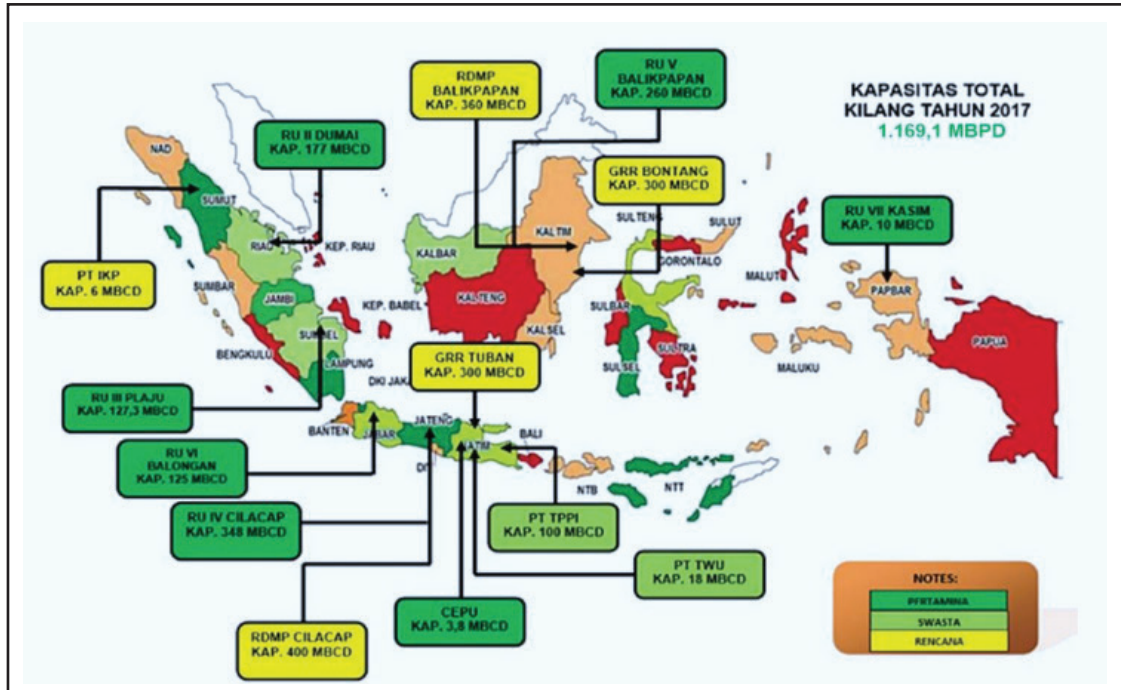 RDMP
BALIKPAPAN
KAP. 360 MBCD
RU V
BALIKPAPAN
KAP. 260 MBCD
KAPASITAS TOTAL
KILANG TAHUN 2017
1.169,1 MBPD
RU II DUMAI
KAP. 177 MBCD
GRR BONTANG
KAP. 300 MBCD
RU VII KASIM
KAP. 10 MBCD
NAD
SUMUT
RIAU
KEP. RIAU
PT IKP
KAP. 6 MBCD
SUMBAR
JAMBI
KEP. BABEL
BENGKULU
LAMPUNG
KALBAR
KALTENG
KALTIM
KALSEL
SULTENG
SULUT
GORONTALO
SULBAR
SULSEL
SULTRA
MALUT
MALUKU
PAPBAR
PAPUA
GRR TUBAN
KAP. 300 MBCD
RU III PLAJU
KAP. 127,3 MBCD
BANTEN
JABAR
JATENG
BALI
NTB
NTT
RU VI
BALONGAN
KAP. 125 MBCD
RU IV CILACAP
KAP. 348 MBCD
PT TPPI
KAP. 100 MBCD
PT TWU
KAP. 18 MBCD
CEPU
KAP. 3,8 MBCD
RDMP CILACAP
KAP. 400 MBCD
NOTES:
PERTAMINA
SWASTA
RENCANA